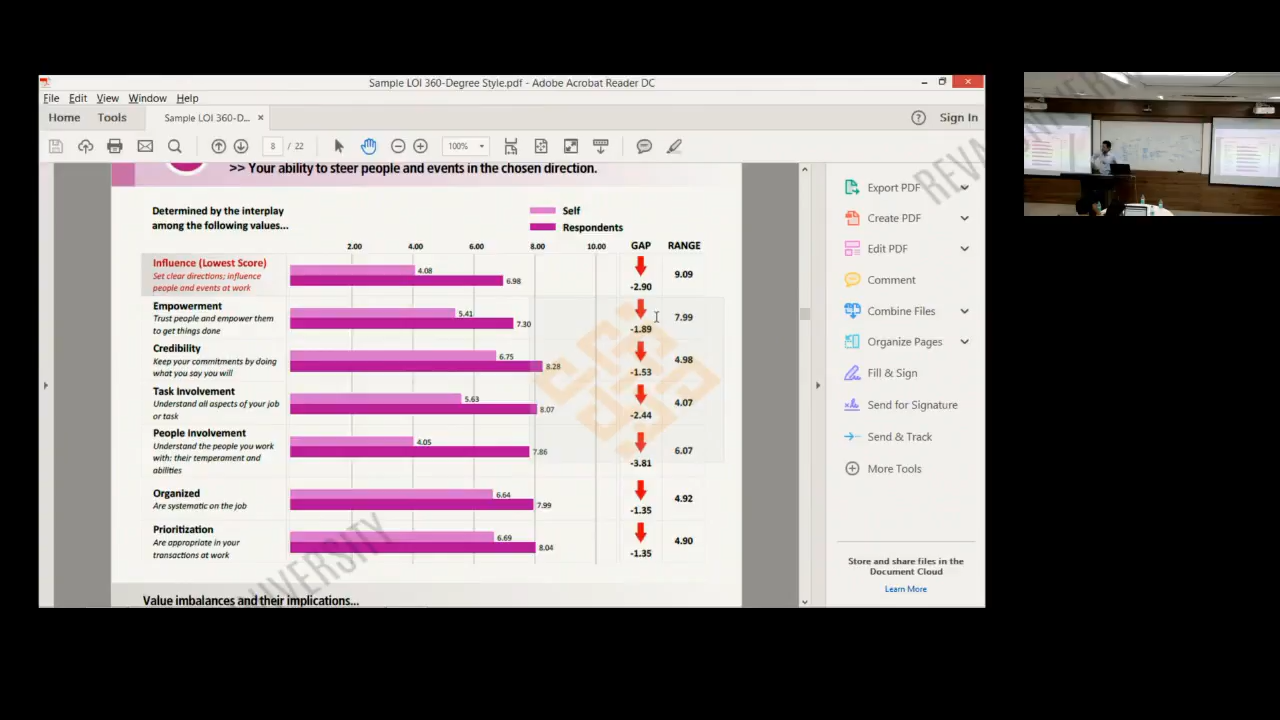 Sample LOI 360-Degree Style.pdf - Adobe Acrobat Reader DC
File Edit View Window Help
Home Tools Sample LOI 360-D... × Sign In
8 / 22 100%
>> Your ability to steer people and events in the chosen direction.
Determined by the interplay
among the following values...
Self
Respondents
2.00 4.00 6.00 8.00 10.00 GAP RANGE
Influence (Lowest Score)
Set clear directions; influence
people and events at work
4.08
6.98
-2.90
9.09
Empowerment
Trust people and empower them
to get things done
5.41
7.30
-1.89
7.99
Credibility
Keep your commitments by doing
what you say you will
6.75
8.28
-1.53
4.98
Task Involvement
Understand all aspects of your job
or task
5.63
8.07
-2.44
4.07
People Involvement
Understand the people you work
with: their temperament and
abilities
4.05
7.86
-3.81
6.07
Organized
Are systematic on the job
6.64
7.99
-1.35
4.92
Prioritization
Are appropriate in your
transactions at work
6.69
8.04
-1.35
4.90
Value imbalances and their implications...
Export PDF
Create PDF
Edit PDF
Comment
Combine Files
Organize Pages
Fill & Sign
Send for Signature
Send & Track
More Tools
Store and share files in the
Document Cloud
Learn More